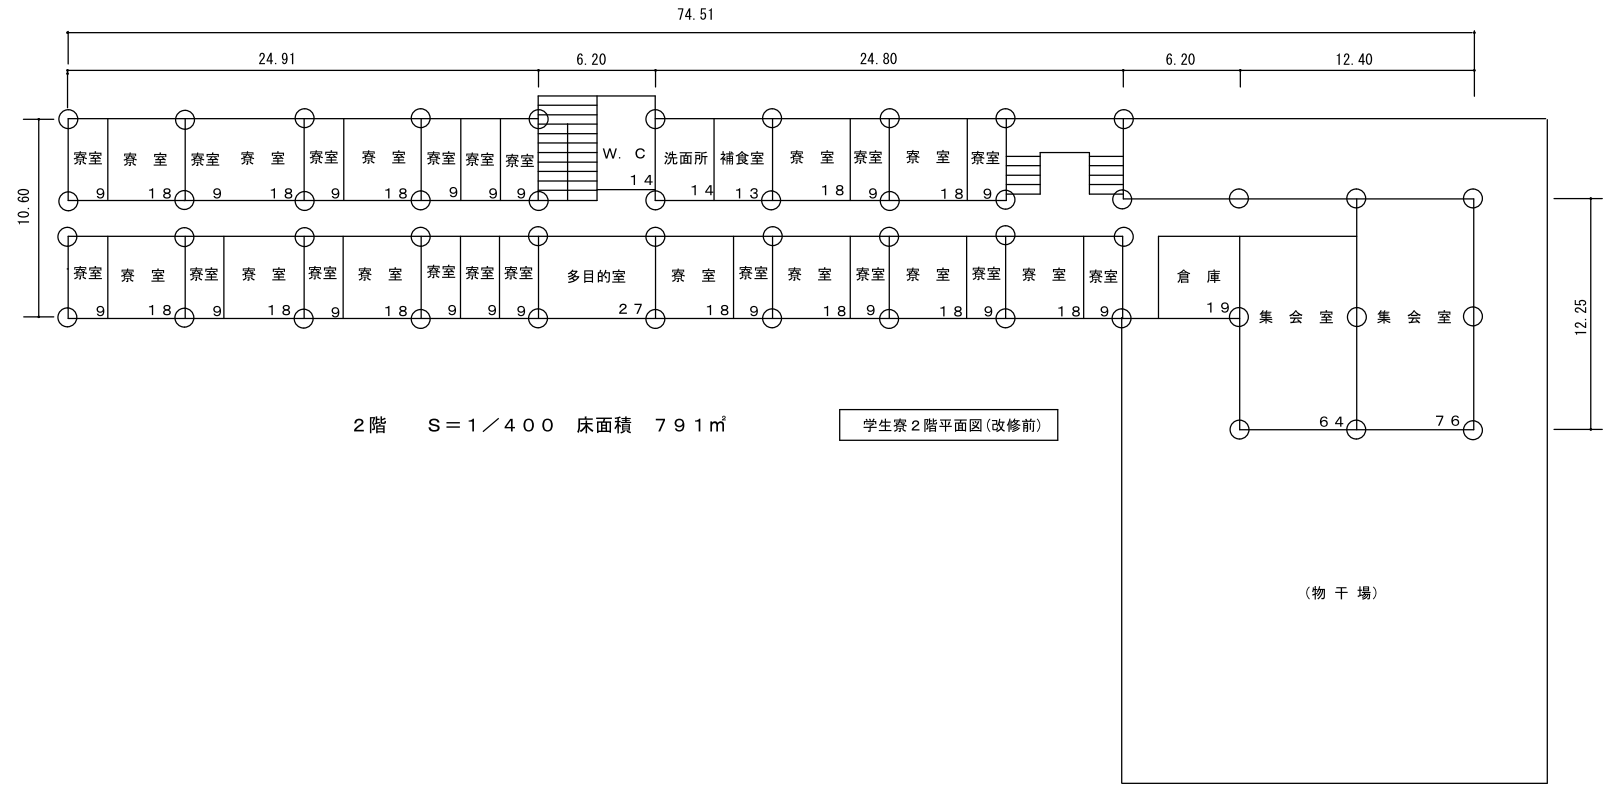 74.51
24.91 6.20 24.80 6.20 12.40
寮室 寮 室 寮室 寮 室 寮室 寮 室 寮室 寮室 寮室 W. C 洗面所 補食室 寮 室 寮室 寮 室 寮室
9 18 9 18 9 18 9 9 9 14 14 13 18 9 18 9
10.60
寮室 寮 室 寮室 寮 室 寮室 寮 室 寮室 寮室 寮室 多目的室 寮 室 寮室 寮 室 寮室 寮 室 寮室 寮 室 寮室 倉 庫
9 18 9 18 9 18 9 9 9 27 18 9 18 9 18 9 18 9 19
集 会 室 集 会 室
12.25
64 76
2階 S=1/400 床面積 791㎡
学生寮2階平面図(改修前)
(物 干 場)